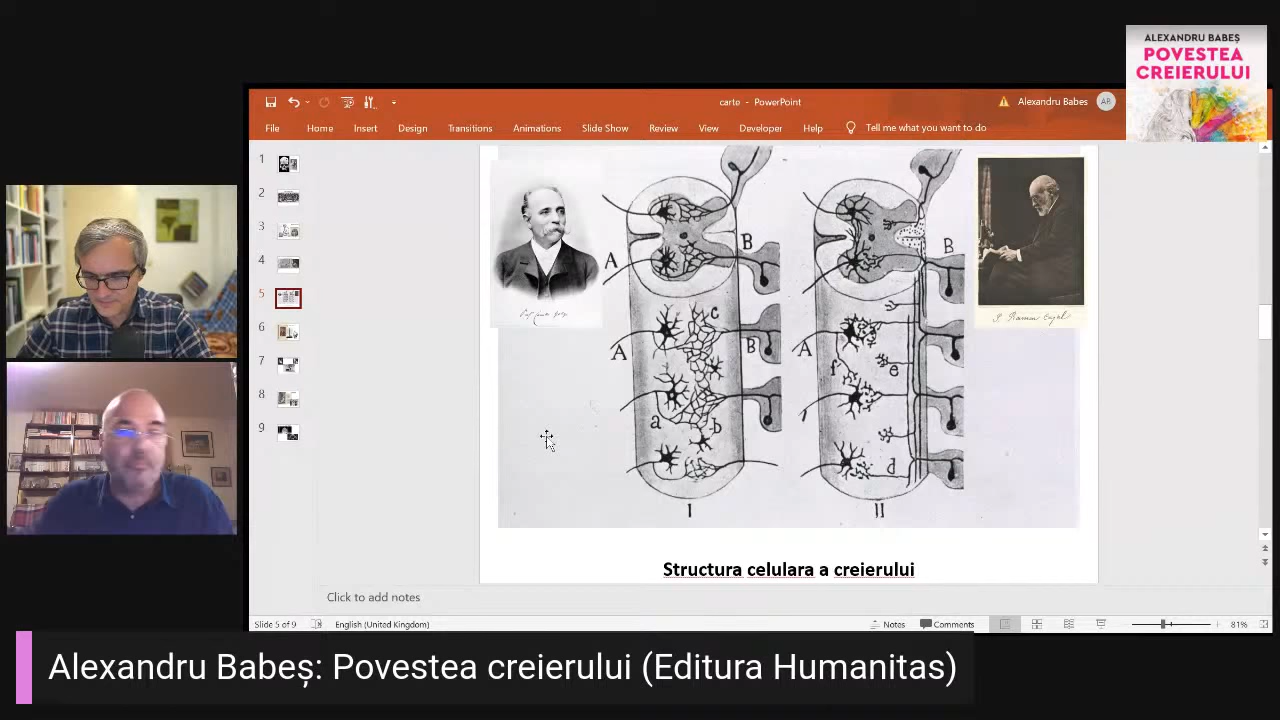 ALEXANDRU BABEȘ
POVESTEA
CREIERULUI
carte - PowerPoint
Alexandru Babes
AB
File Home Insert Design Transitions Animations Slide Show Review View Developer Help Tell me what you want to do
1
2
3
4
5
6
7
8
9
A
B
A
B
C
a
b
I
B
A
f
e
d
II
S. Ramón Cajal
Structura celulara a creierului
Click to add notes
Slide 5 of 9 English (United Kingdom) Notes Comments 81%
Alexandru Babeș: Povestea creierului (Editura Humanitas)